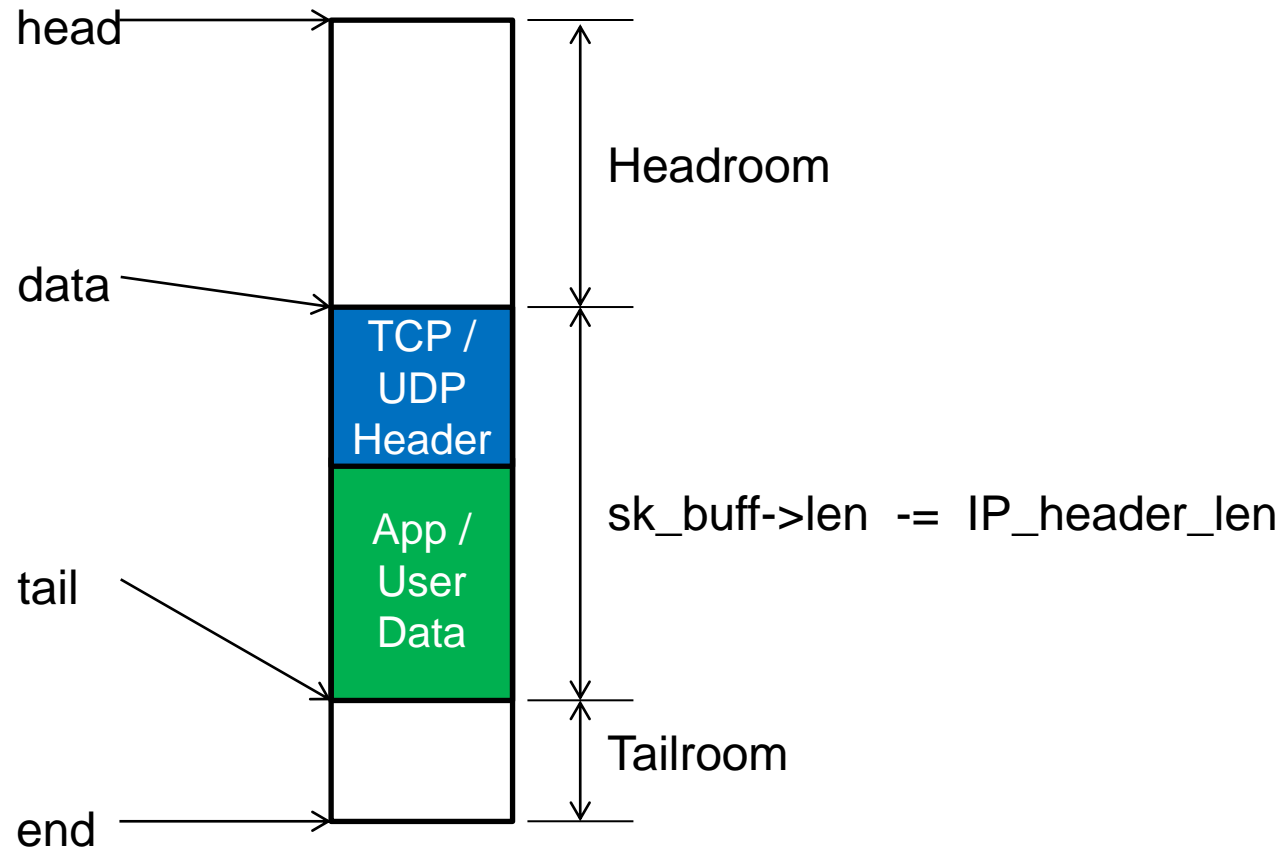 head
Headroom
data
TCP /
UDP
Header
sk_buff->len -= IP_header_len
App /
User
Data
tail
Tailroom
end